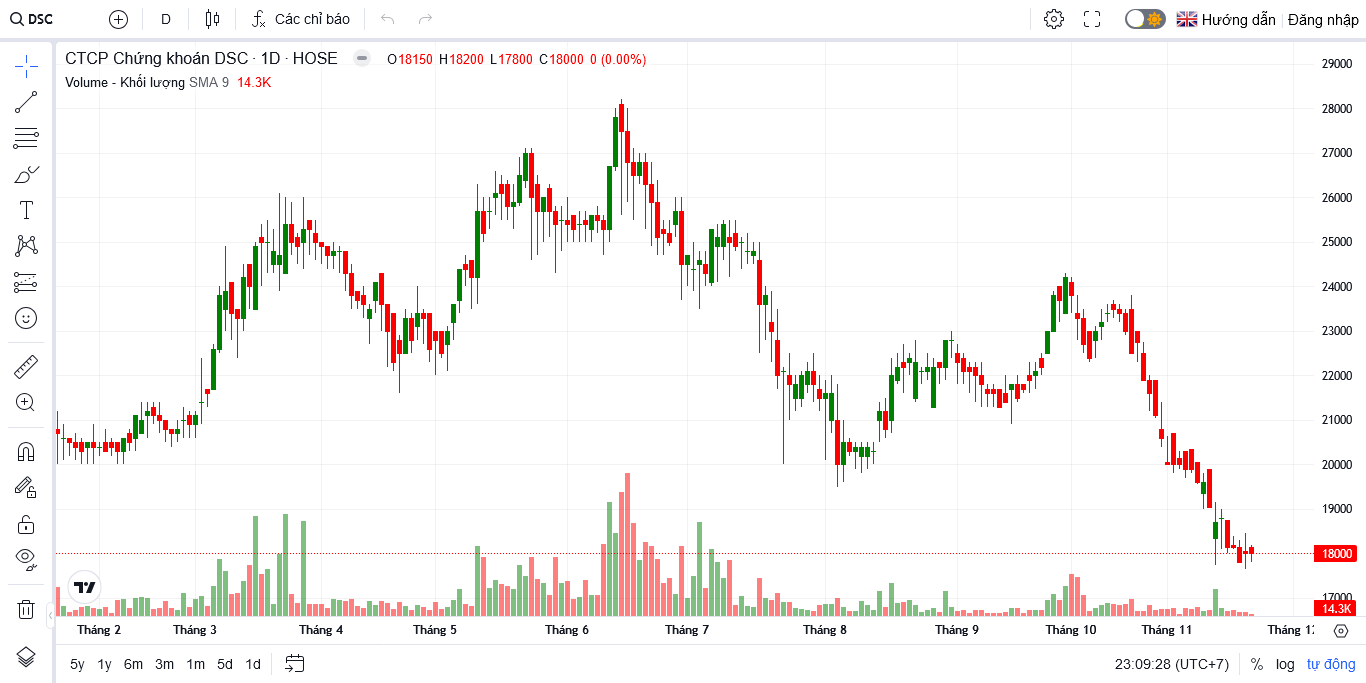 DSC D Các chỉ báo Hướng dẫn Đăng nhập
CTCP Chứng khoán DSC · 1D · HOSE O18150 H18200 L17800 C18000 0 (0.00%)
Volume - Khối lượng SMA 9 14.3K
29000
28000
27000
26000
25000
24000
23000
22000
21000
20000
19000
18000
17000
14.3K
Tháng 2 Tháng 3 Tháng 4 Tháng 5 Tháng 6 Tháng 7 Tháng 8 Tháng 9 Tháng 10 Tháng 11 Tháng 1
5y 1y 6m 3m 1m 5d 1d 23:09:28 (UTC+7) % log tự động